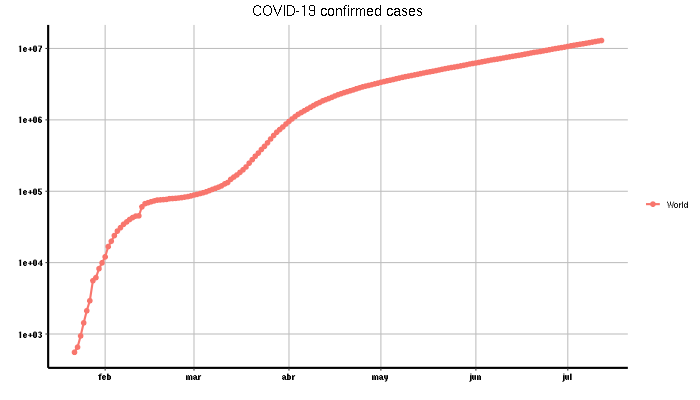 COVID-19 confirmed cases
1e+07
1e+06
1e+05
1e+04
1e+03
feb mar abr may jun jul
World